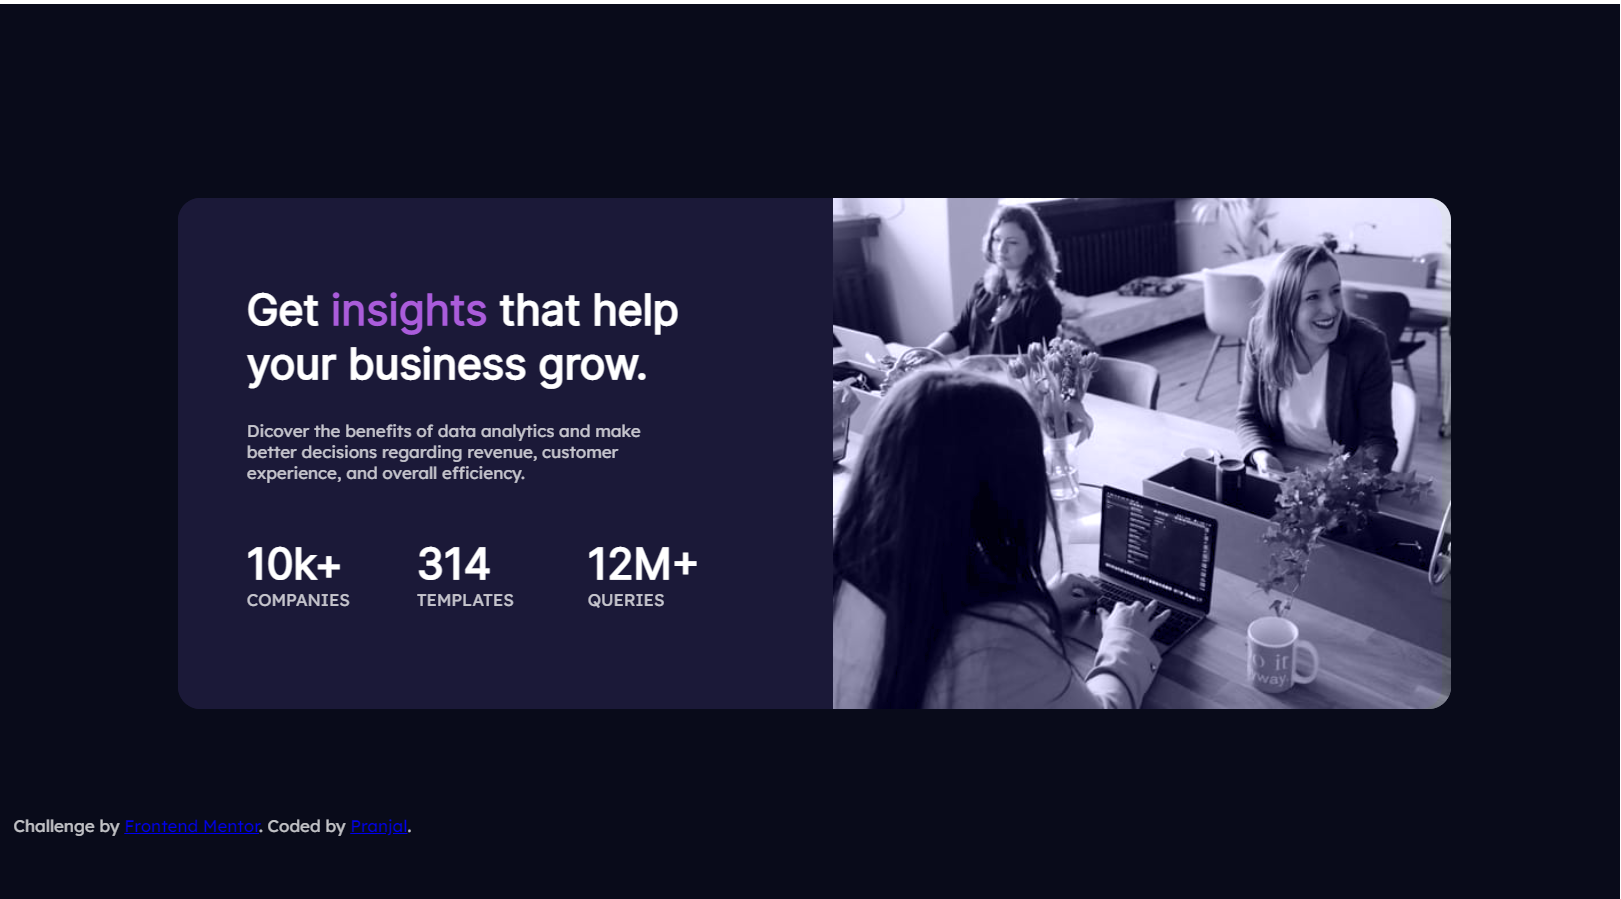 Get insights that help
your business grow.
Dicover the benefits of data analytics and make
better decisions regarding revenue, customer
experience, and overall efficiency.
10k+ 314 12M+
COMPANIES TEMPLATES QUERIES
Challenge by Frontend Mentor. Coded by Pranjal.